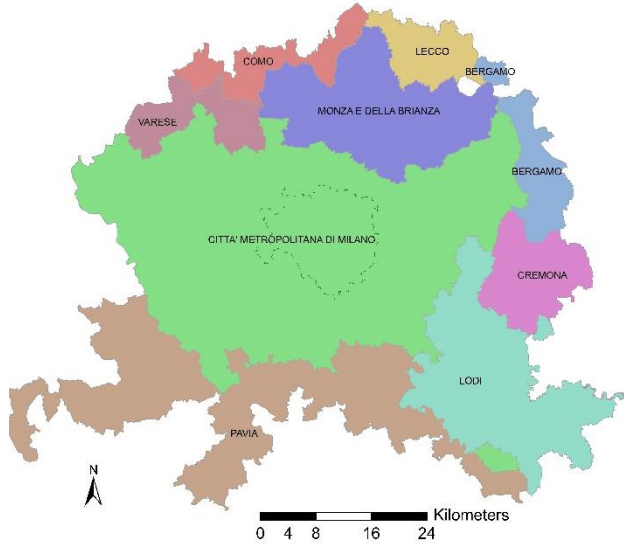 LECCO
COMO
BERGAMO
MONZA E DELLA BRIANZA
VARESE
BERGAMO
CITTA' METROPOLITANA DI MILANO
CREMONA
LODI
PAVIA
N
Kilometers
0 4 8 16 24